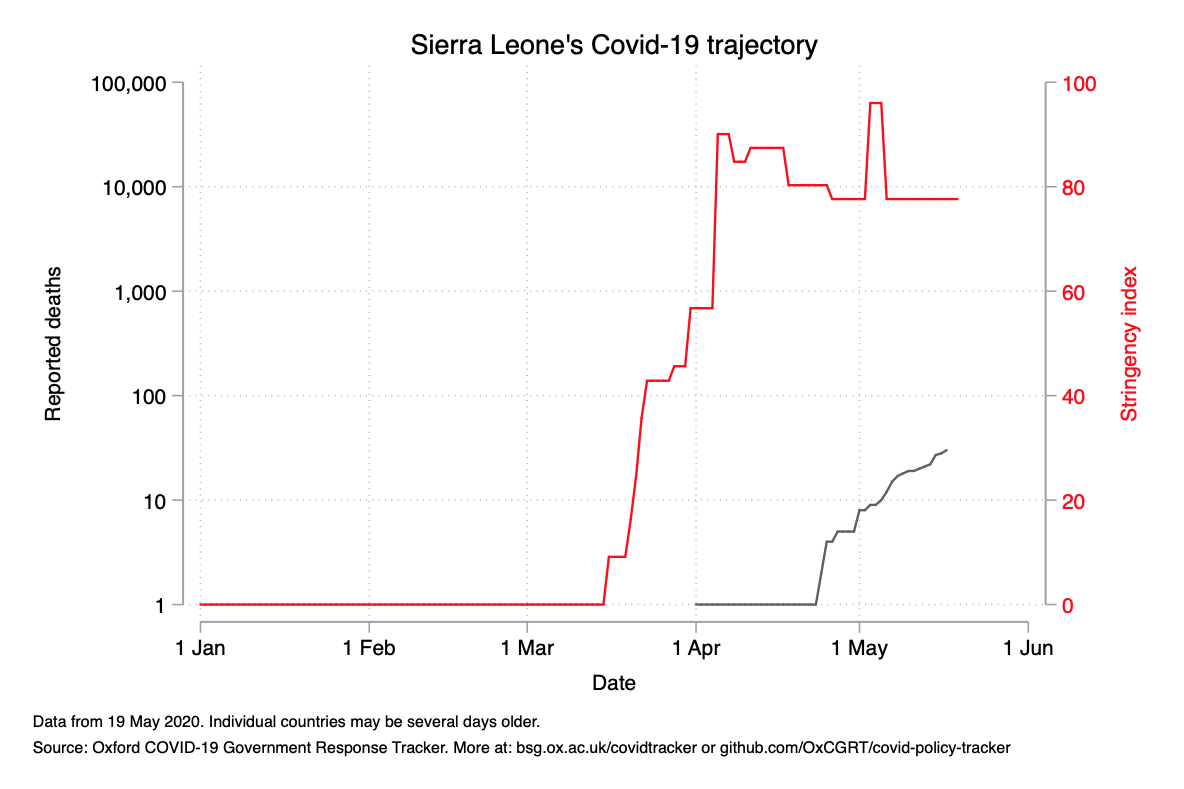 Sierra Leone's Covid-19 trajectory
100,000
10,000
1,000
100
10
1
Reported deaths
100
80
60
40
20
0
Stringency index
1 Jan
1 Feb
1 Mar
1 Apr
1 May
1 Jun
Date
Data from 19 May 2020. Individual countries may be several days older.
Source: Oxford COVID-19 Government Response Tracker. More at: bsg.ox.ac.uk/covidtracker or github.com/OxCGRT/covid-policy-tracker